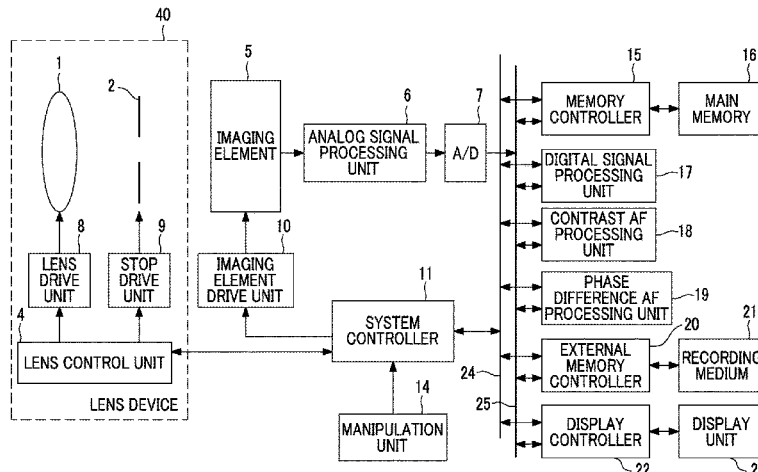 40
1
2
5
6
7
15
16
IMAGING
ELEMENT
ANALOG SIGNAL
PROCESSING
UNIT
A/D
MEMORY
CONTROLLER
MAIN
MEMORY
DIGITAL SIGNAL
PROCESSING
UNIT
17
8
9
10
CONTRAST AF
PROCESSING
UNIT
18
LENS
DRIVE
UNIT
STOP DRIVE
UNIT
IMAGING
ELEMENT
DRIVE UNIT
11
PHASE
DIFFERENCE AF
PROCESSING UNIT
19
4
LENS CONTROL UNIT
SYSTEM
CONTROLLER
20
21
EXTERNAL
MEMORY
CONTROLLER
RECORDING
MEDIUM
24
25
LENS DEVICE
14
MANIPULATION
UNIT
DISPLAY
CONTROLLER
DISPLAY
UNIT
22